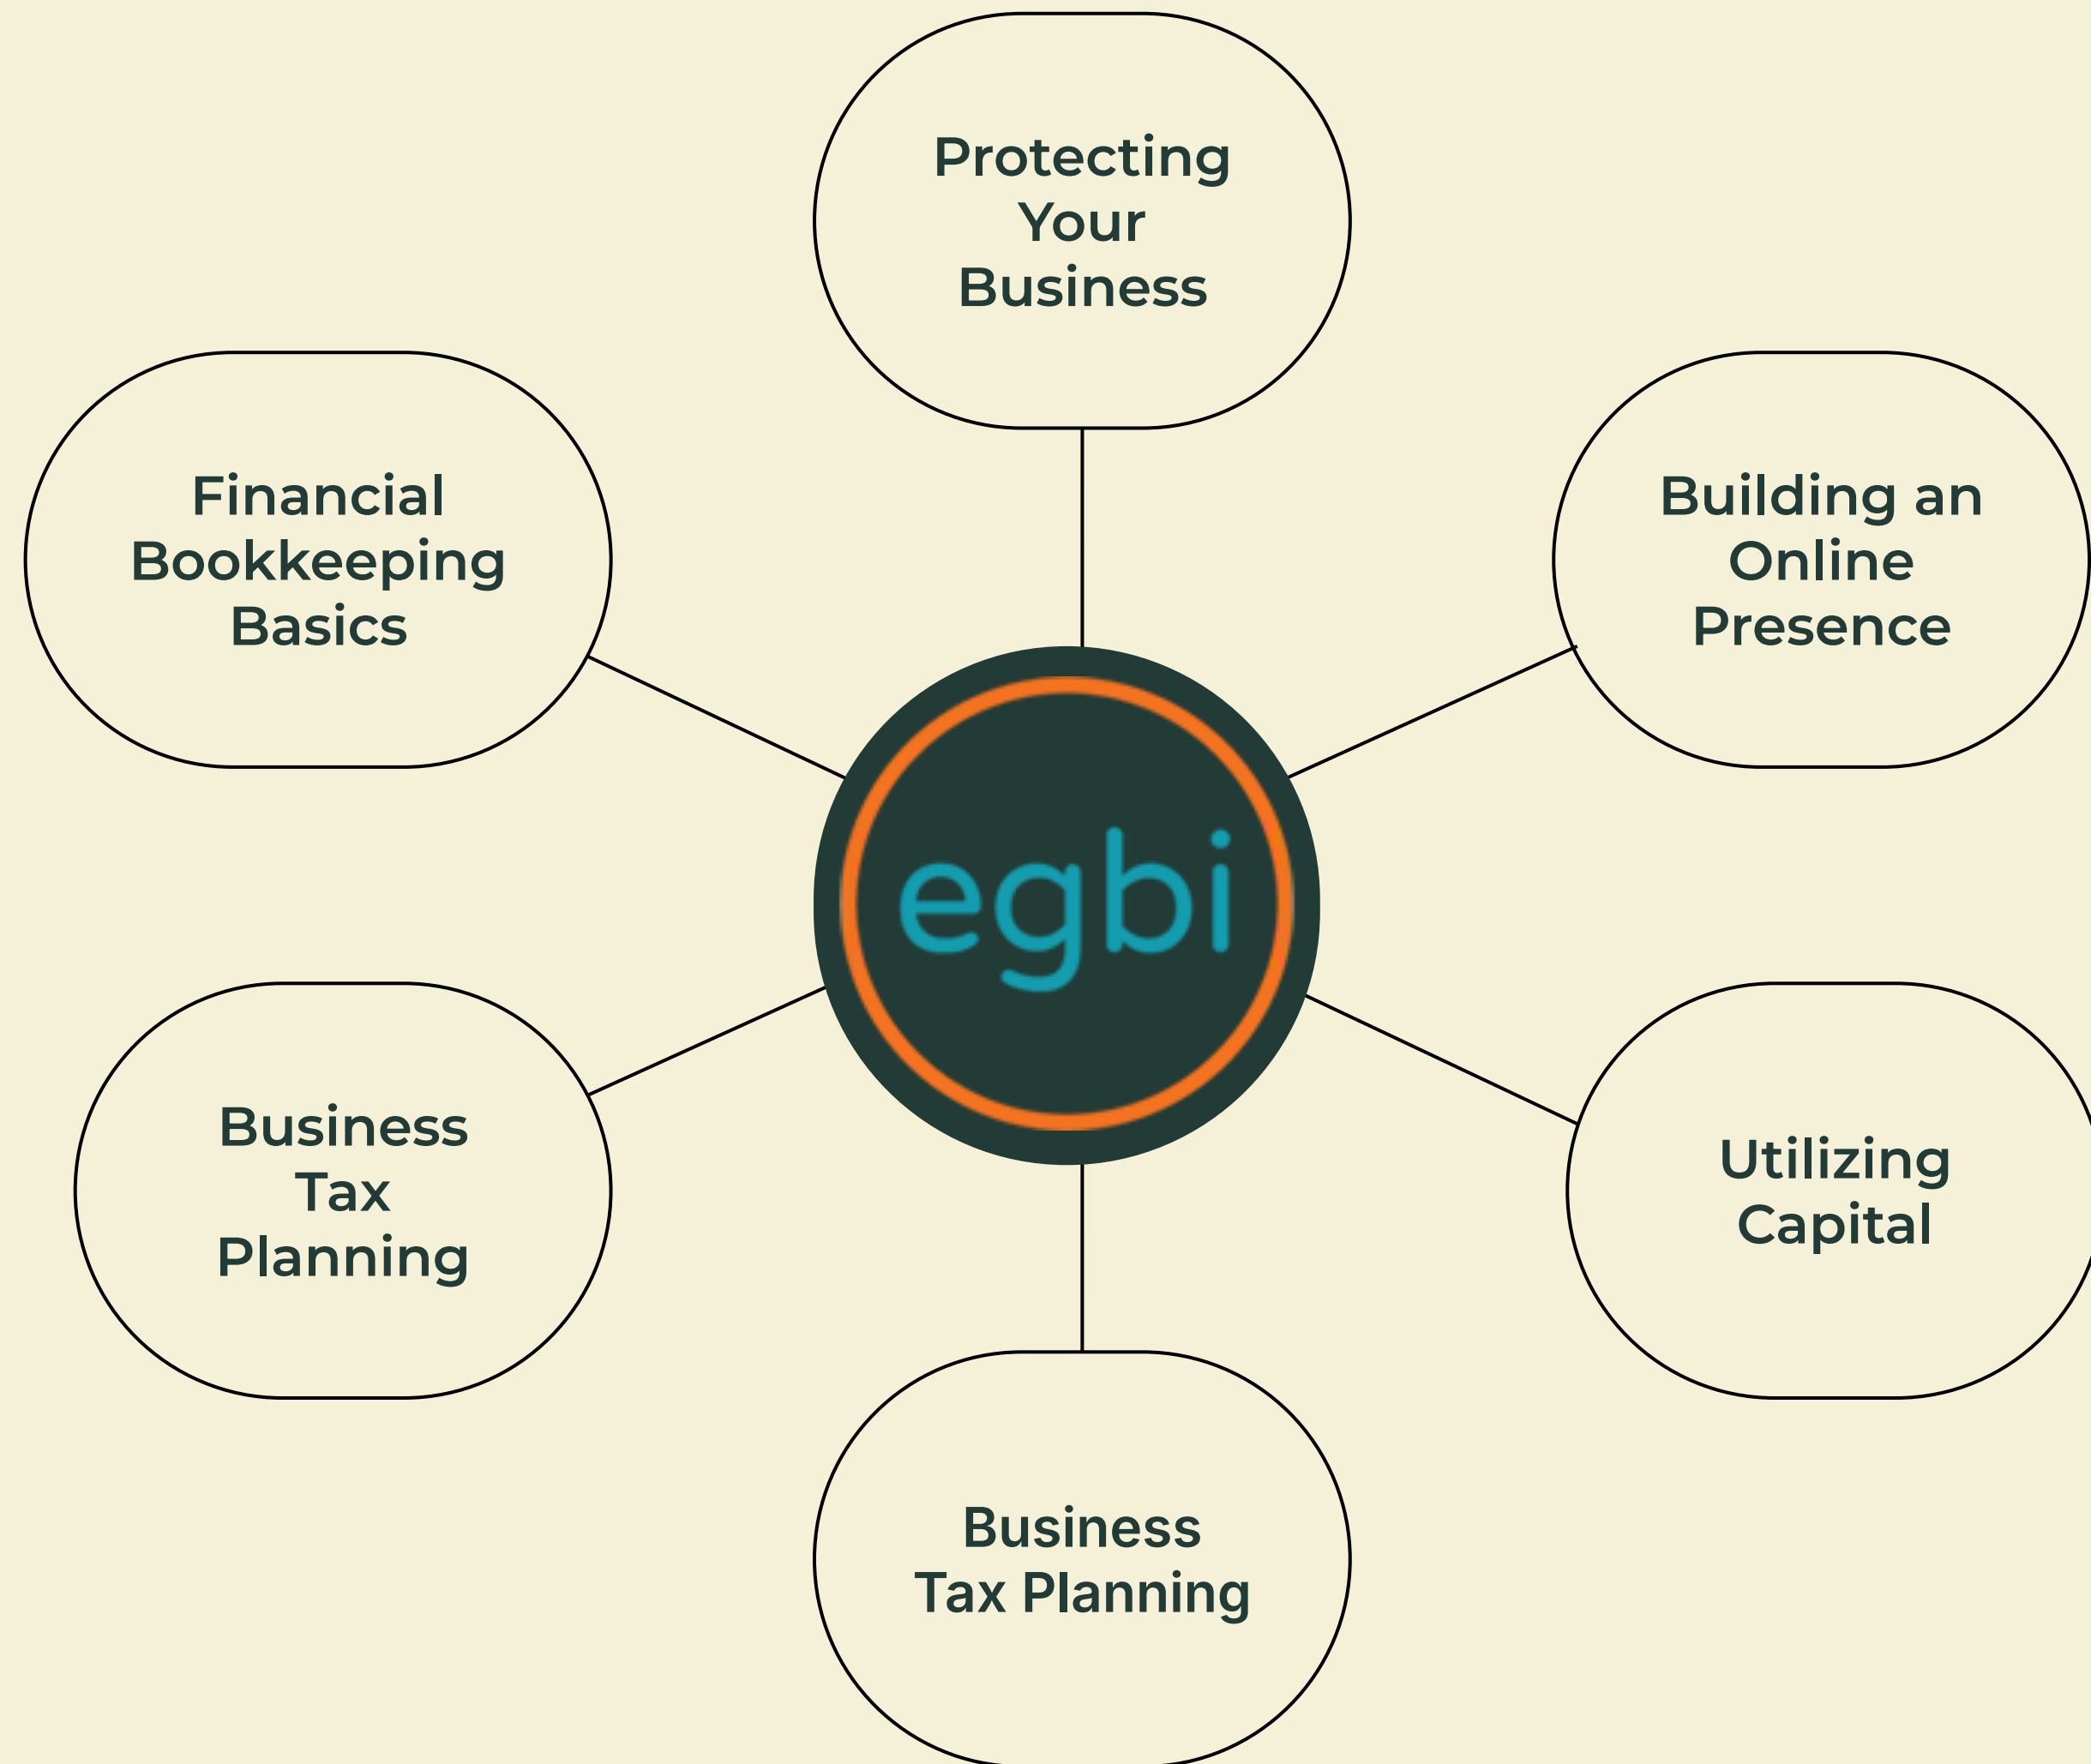 Protecting
Your
Business
Financial
Bookkeeping
Basics
Building an
Online
Presence
egbi
Business
Tax
Planning
Utilizing
Capital
Business
Tax Planning